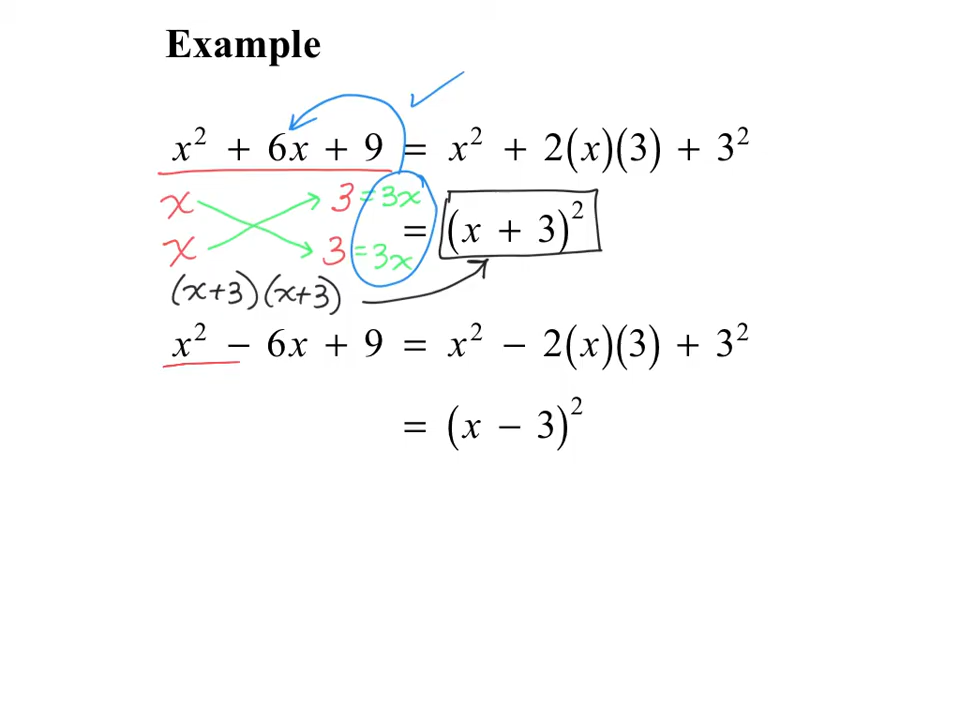 Example
x² + 6x + 9 = x² + 2(x)(3) + 3²
x 3 = 3x
= (x + 3)²
x 3 = 3x
(x+3)(x+3)
x² − 6x + 9 = x² − 2(x)(3) + 3²
= (x − 3)²